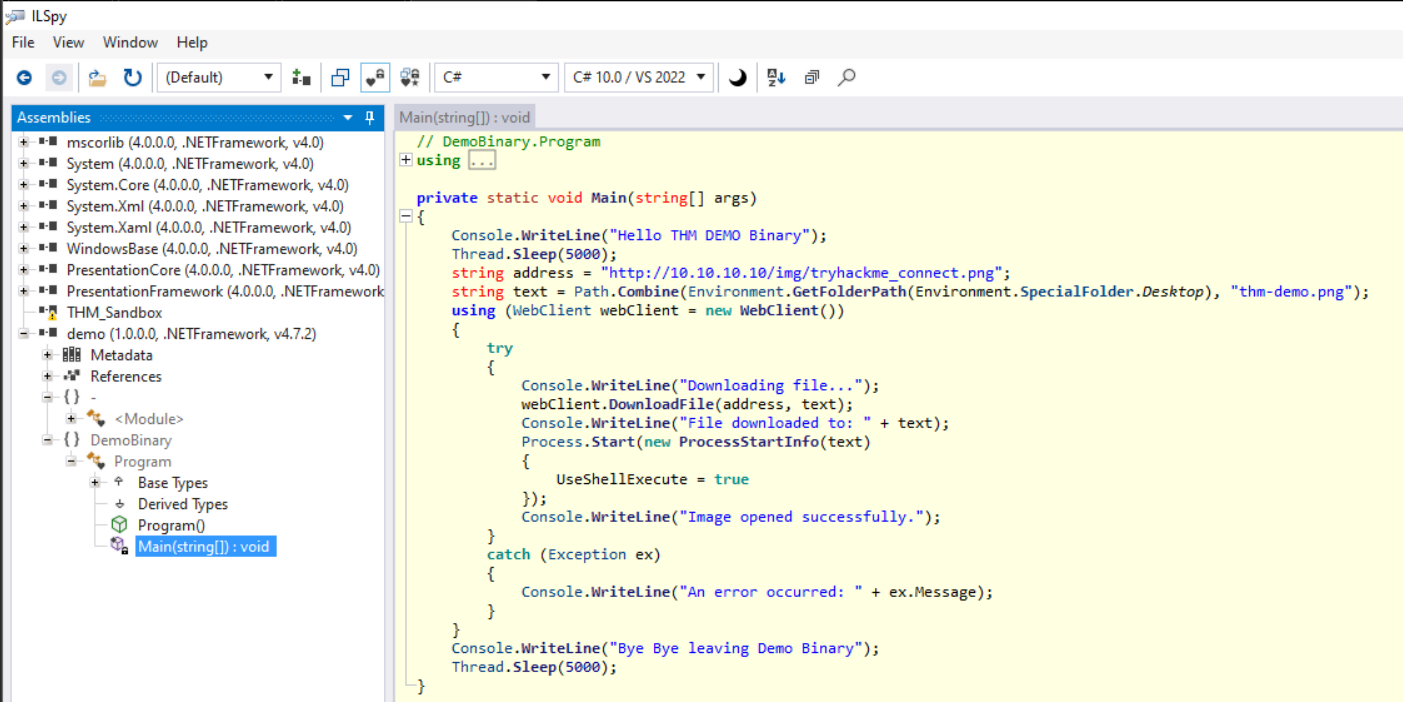 ILSpy
File View Window Help
(Default) C# C# 10.0 / VS 2022
Assemblies
mscorlib (4.0.0.0, .NETFramework, v4.0)
System (4.0.0.0, .NETFramework, v4.0)
System.Core (4.0.0.0, .NETFramework, v4.0)
System.Xml (4.0.0.0, .NETFramework, v4.0)
System.Xaml (4.0.0.0, .NETFramework, v4.0)
WindowsBase (4.0.0.0, .NETFramework, v4.0)
PresentationCore (4.0.0.0, .NETFramework, v4.0)
PresentationFramework (4.0.0.0, .NETFramework
THM_Sandbox
demo (1.0.0.0, .NETFramework, v4.7.2)
Metadata
References
{} -
<Module>
{} DemoBinary
Program
Base Types
Derived Types
Program()
Main(string[]) : void
Main(string[]) : void
// DemoBinary.Program
using ...
private static void Main(string[] args)
{
Console.WriteLine("Hello THM DEMO Binary");
Thread.Sleep(5000);
string address = "http://10.10.10.10/img/tryhackme_connect.png";
string text = Path.Combine(Environment.GetFolderPath(Environment.SpecialFolder.Desktop), "thm-demo.png");
using (WebClient webClient = new WebClient())
{
try
{
Console.WriteLine("Downloading file...");
webClient.DownloadFile(address, text);
Console.WriteLine("File downloaded to: " + text);
Process.Start(new ProcessStartInfo(text)
{
UseShellExecute = true
});
Console.WriteLine("Image opened successfully.");
}
catch (Exception ex)
{
Console.WriteLine("An error occurred: " + ex.Message);
}
}
Console.WriteLine("Bye Bye leaving Demo Binary");
Thread.Sleep(5000);
}